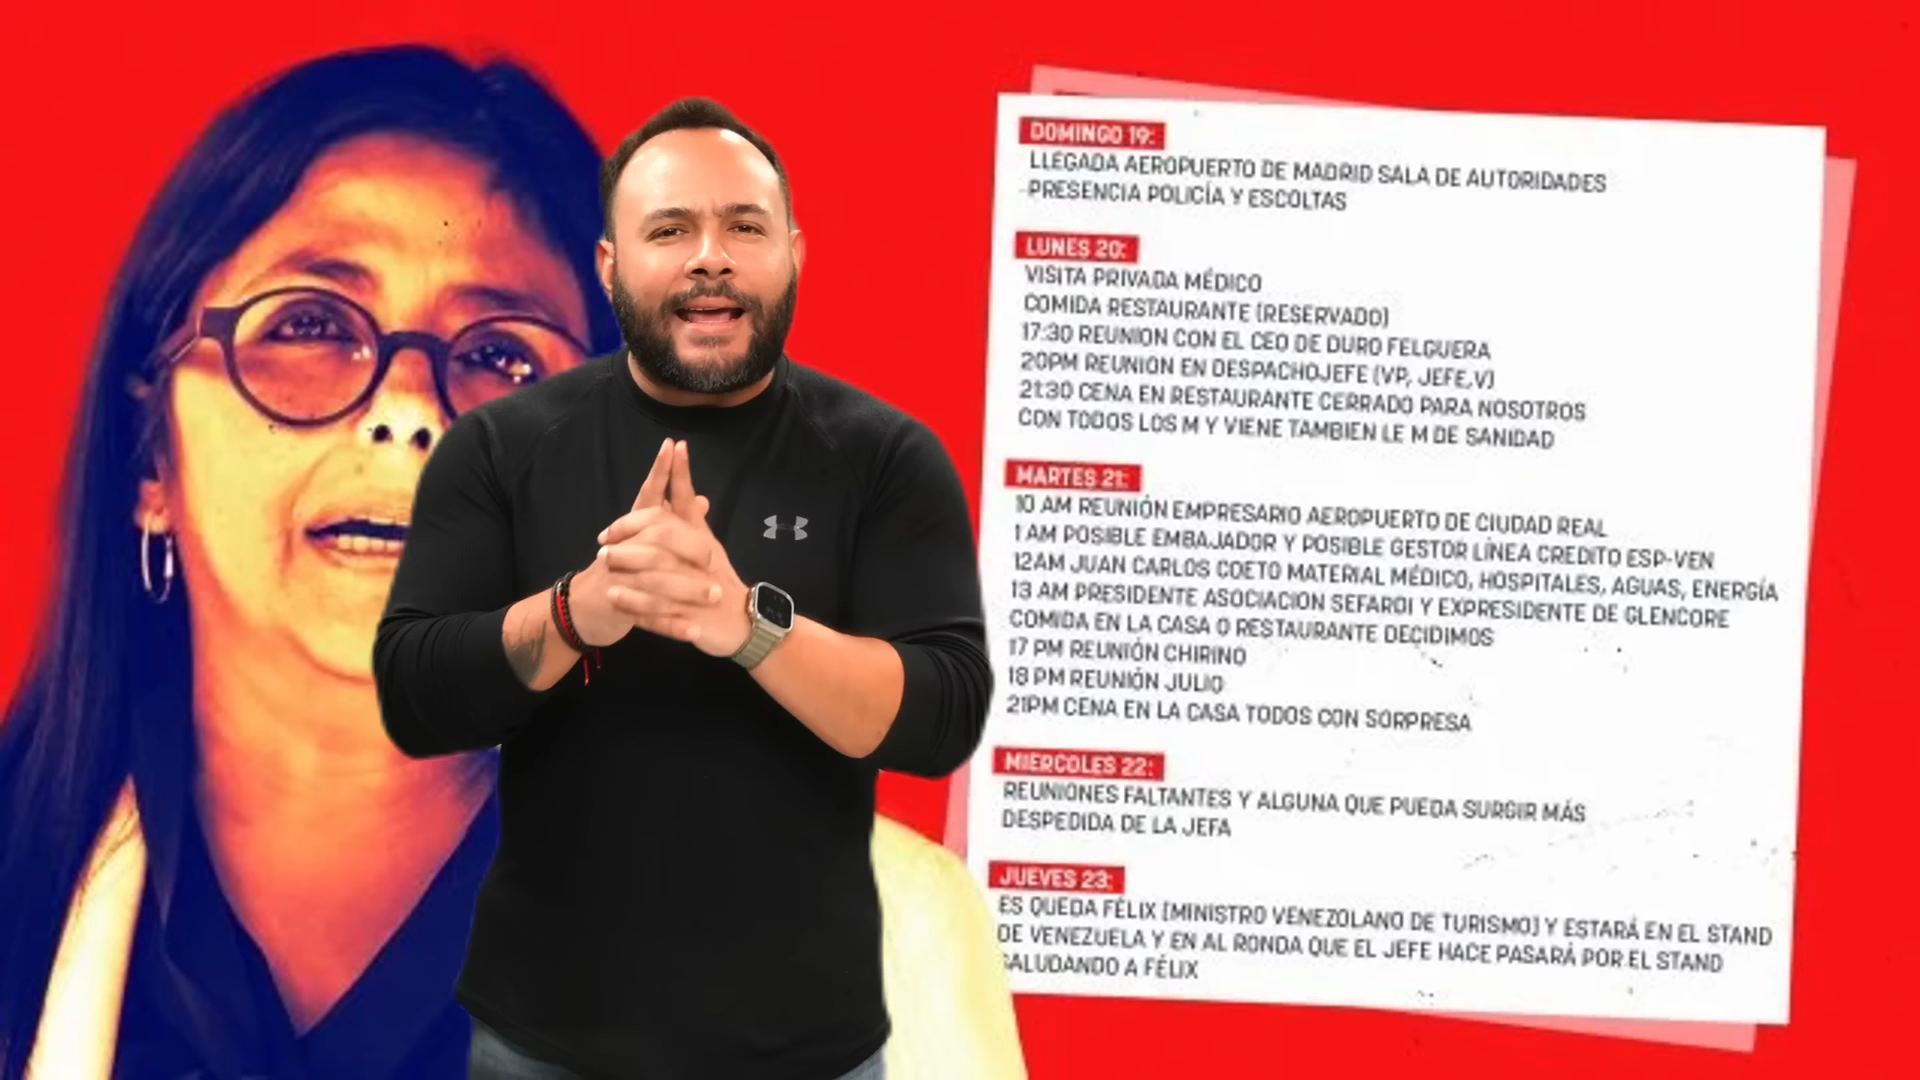 DOMINGO 19:
LLEGADA AEROPUERTO DE MADRID SALA DE AUTORIDADES
PRESENCIA POLICÍA Y ESCOLTAS
LUNES 20:
VISITA PRIVADA MÉDICO
COMIDA RESTAURANTE (RESERVADO)
17:30 REUNION CON EL CEO DE DURO FELGUERA
20PM REUNION EN DESPACHOJEFE (VP, JEFE,V)
21:30 CENA EN RESTAURANTE CERRADO PARA NOSOTROS
CON TODOS LOS M Y VIENE TAMBIEN LE M DE SANIDAD
MARTES 21:
10 AM REUNIÓN EMPRESARIO AEROPUERTO DE CIUDAD REAL
1 AM POSIBLE EMBAJADOR Y POSIBLE GESTOR LÍNEA CREDITO ESP-VEN
12AM JUAN CARLOS COETO MATERIAL MÉDICO, HOSPITALES, AGUAS, ENERGÍA
13 AM PRESIDENTE ASOCIACION SEFARDI Y EXPRESIDENTE DE GLENCORE
COMIDA EN LA CASA O RESTAURANTE DECIDIMOS
17 PM REUNIÓN CHIRINO
18 PM REUNIÓN JULIO
21PM CENA EN LA CASA TODOS CON SORPRESA
MIERCOLES 22:
REUNIONES FALTANTES Y ALGUNA QUE PUEDA SURGIR MÁS
DESPEDIDA DE LA JEFA
JUEVES 23:
ES QUEDA FÉLIX [MINISTRO VENEZOLANO DE TURISMO] Y ESTARÁ EN EL STAND
DE VENEZUELA Y EN AL RONDA QUE EL JEFE HACE PASARÁ POR EL STAND
SALUDANDO A FÉLIX